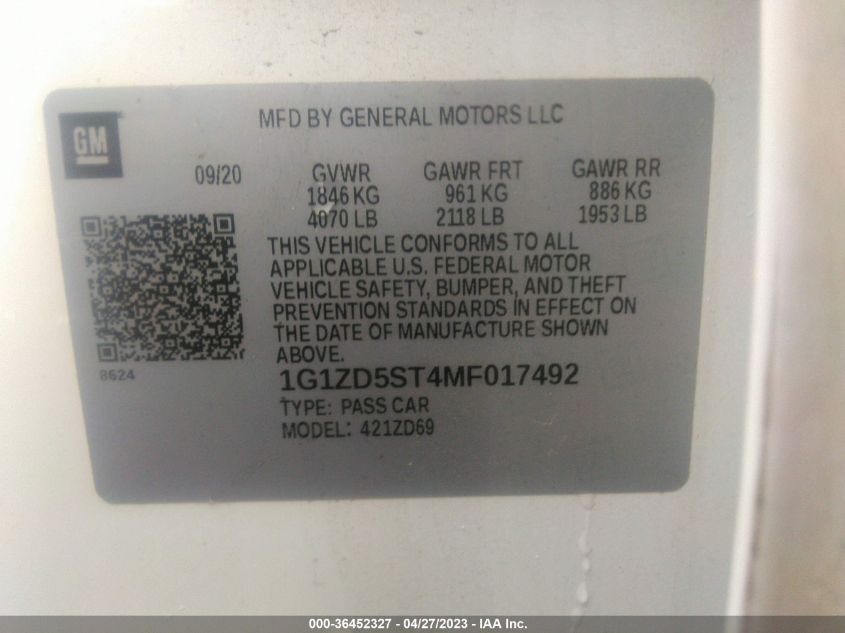 GM
MFD BY GENERAL MOTORS LLC
09/20 GVWR GAWR FRT GAWR RR
1846 KG 961 KG 886 KG
4070 LB 2118 LB 1953 LB
THIS VEHICLE CONFORMS TO ALL
APPLICABLE U.S. FEDERAL MOTOR
VEHICLE SAFETY, BUMPER, AND THEFT
PREVENTION STANDARDS IN EFFECT ON
THE DATE OF MANUFACTURE SHOWN
ABOVE.
8624
1G1ZD5ST4MF017492
TYPE: PASS CAR
MODEL: 421ZD69
000-36452327 - 04/27/2023 - IAA Inc.